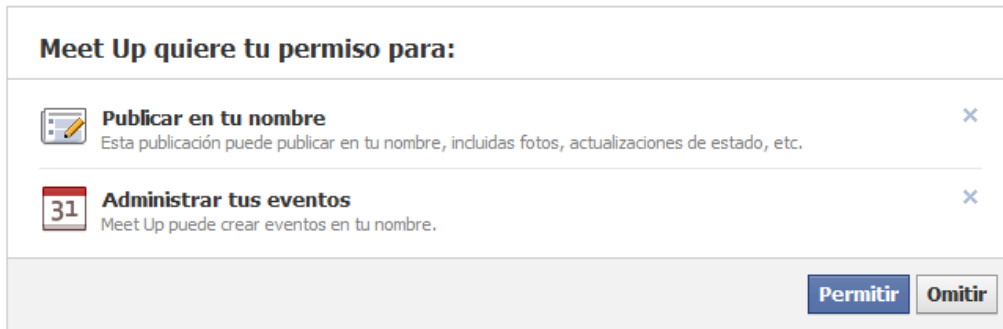 Meet Up quiere tu permiso para:
Publicar en tu nombre
Esta publicación puede publicar en tu nombre, incluidas fotos, actualizaciones de estado, etc.
31
Administrar tus eventos
Meet Up puede crear eventos en tu nombre.
Permitir Omitir